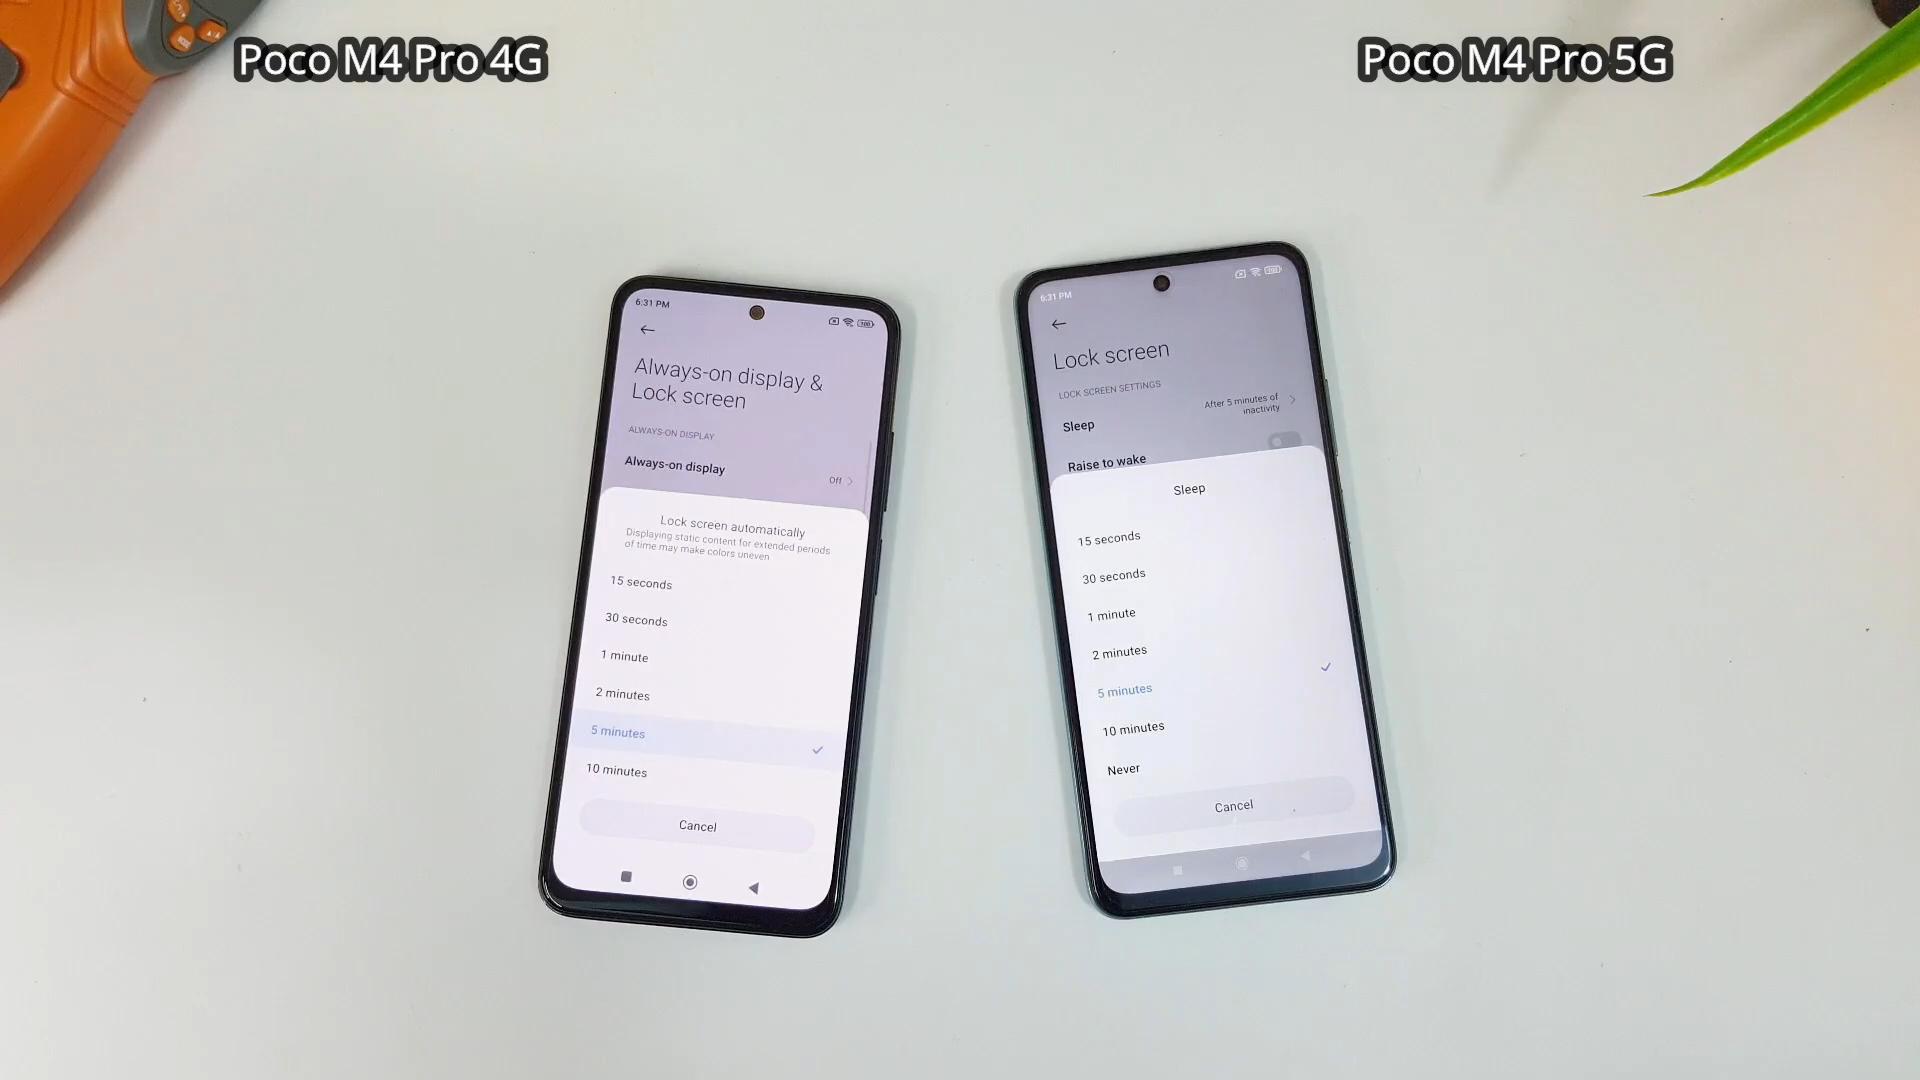 Poco M4 Pro 4G
Poco M4 Pro 5G
6:31 PM
100
Always-on display &
Lock screen
ALWAYS-ON DISPLAY
Always-on display
Off
Lock screen automatically
Displaying static content for extended periods
of time may make colors uneven
15 seconds
30 seconds
1 minute
2 minutes
5 minutes
10 minutes
Cancel
6:31 PM
100
Lock screen
LOCK SCREEN SETTINGS
Sleep
After 5 minutes of
inactivity
Raise to wake
Sleep
15 seconds
30 seconds
1 minute
2 minutes
5 minutes
10 minutes
Never
Cancel